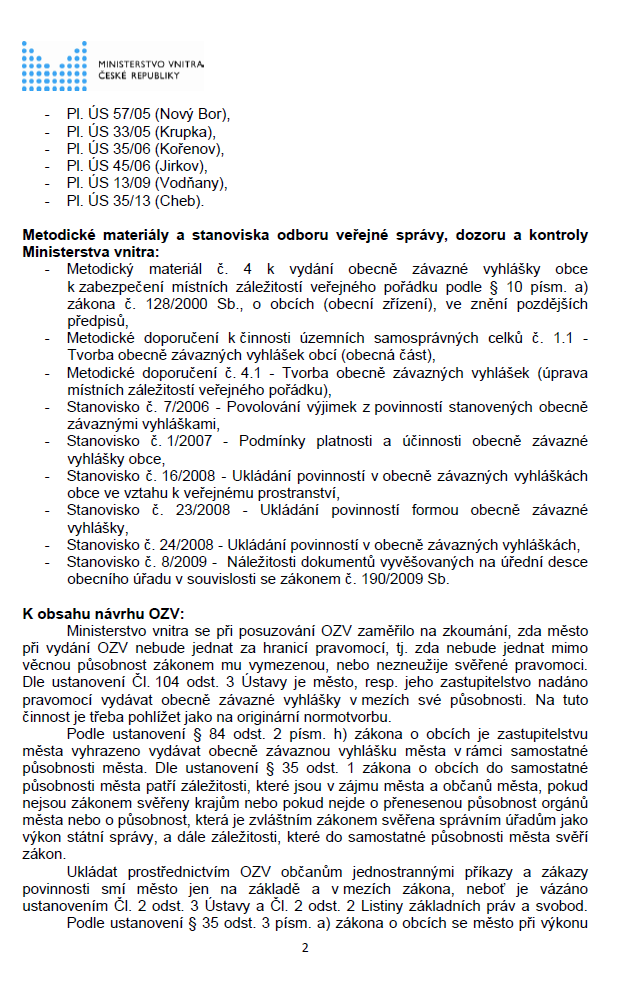 MINISTERSTVO VNITRA
ČESKÉ REPUBLIKY
- Pl. ÚS 57/05 (Nový Bor),
- Pl. ÚS 33/05 (Krupka),
- Pl. ÚS 35/06 (Kořenov),
- Pl. ÚS 45/06 (Jirkov),
- Pl. ÚS 13/09 (Vodňany),
- Pl. ÚS 35/13 (Cheb).
Metodické materiály a stanoviska odboru veřejné správy, dozoru a kontroly
Ministerstva vnitra:
- Metodický materiál č. 4 k vydání obecně závazné vyhlášky obce
k zabezpečení místních záležitostí veřejného pořádku podle § 10 písm. a)
zákona č. 128/2000 Sb., o obcích (obecní zřízení), ve znění pozdějších
předpisů,
- Metodické doporučení k činnosti územních samosprávných celků č. 1.1 -
Tvorba obecně závazných vyhlášek obcí (obecná část),
- Metodické doporučení č. 4.1 - Tvorba obecně závazných vyhlášek (úprava
místních záležitostí veřejného pořádku),
- Stanovisko č. 7/2006 - Povolování výjimek z povinností stanovených obecně
závaznými vyhláškami,
- Stanovisko č. 1/2007 - Podmínky platnosti a účinnosti obecně závazné
vyhlášky obce,
- Stanovisko č. 16/2008 - Ukládání povinností v obecně závazných vyhláškách
obce ve vztahu k veřejnému prostranství,
- Stanovisko č. 23/2008 - Ukládání povinností formou obecně závazné
vyhlášky,
- Stanovisko č. 24/2008 - Ukládání povinností v obecně závazných vyhláškách,
- Stanovisko č. 8/2009 - Náležitosti dokumentů vyvěšovaných na úřední desce
obecního úřadu v souvislosti se zákonem č. 190/2009 Sb.
K obsahu návrhu OZV:
Ministerstvo vnitra se při posuzování OZV zaměřilo na zkoumání, zda město
při vydání OZV nebude jednat za hranicí pravomocí, tj. zda nebude jednat mimo
věcnou působnost zákonem mu vymezenou, nebo nezneužije svěřené pravomoci.
Dle ustanovení Čl. 104 odst. 3 Ústavy je město, resp. jeho zastupitelstvo nadáno
pravomocí vydávat obecně závazné vyhlášky v mezích své působnosti. Na tuto
činnost je třeba pohlížet jako na originární normotvorbu.
Podle ustanovení § 84 odst. 2 písm. h) zákona o obcích je zastupitelstvu
města vyhrazeno vydávat obecně závaznou vyhlášku města v rámci samostatné
působnosti města. Dle ustanovení § 35 odst. 1 zákona o obcích do samostatné
působnosti města patří záležitosti, které jsou v zájmu města a občanů města, pokud
nejsou zákonem svěřeny krajům nebo pokud nejde o přenesenou působnost orgánů
města nebo o působnost, která je zvláštním zákonem svěřena správním úřadům jako
výkon státní správy, a dále záležitosti, které do samostatné působnosti města svěří
zákon.
Ukládat prostřednictvím OZV občanům jednostrannými příkazy a zákazy
povinnosti smí město jen na základě a v mezích zákona, neboť je vázáno
ustanovením Čl. 2 odst. 3 Ústavy a Čl. 2 odst. 2 Listiny základních práv a svobod.
Podle ustanovení § 35 odst. 3 písm. a) zákona o obcích se město při výkonu
2